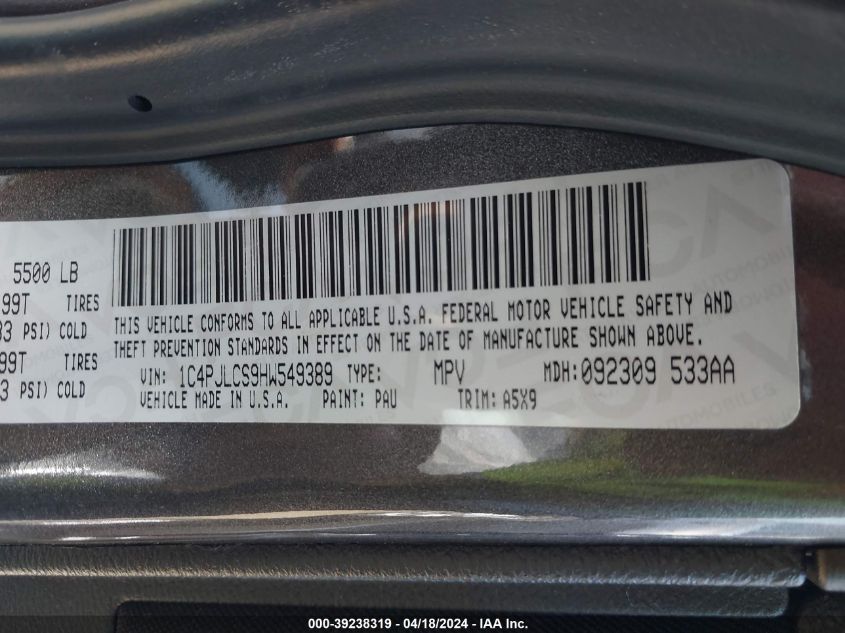 5500 LB
99T TIRES
33 PSI) COLD
99T TIRES
3 PSI) COLD
THIS VEHICLE CONFORMS TO ALL APPLICABLE U.S.A. FEDERAL MOTOR VEHICLE SAFETY AND
THEFT PREVENTION STANDARDS IN EFFECT ON THE DATE OF MANUFACTURE SHOWN ABOVE.
VIN: 1C4PJLCS9HW549389 TYPE: MPV MDH: 092309 533AA
VEHICLE MADE IN U.S.A. PAINT: PAU TRIM: A5X9
000-39238319 - 04/18/2024 - IAA Inc.